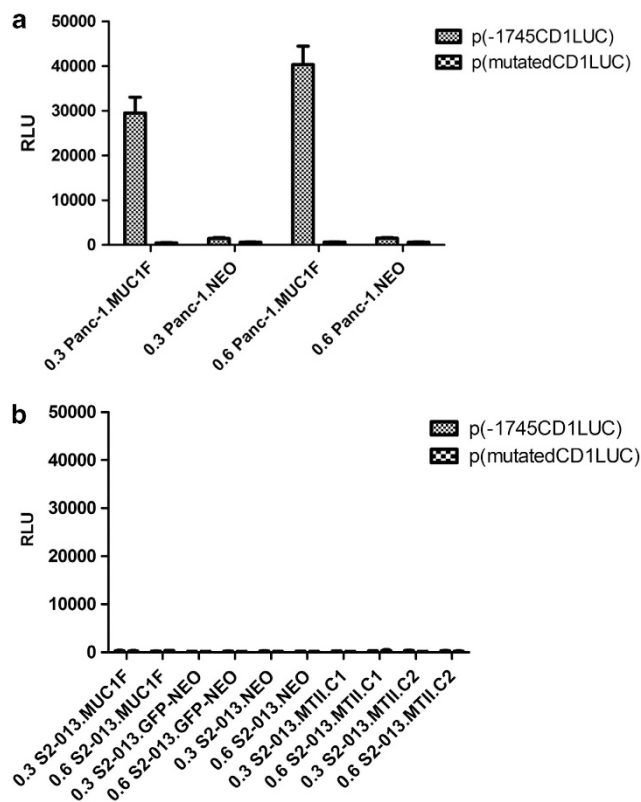 a
50000
40000
30000
20000
10000
0
RLU
p(-1745CD1LUC)
p(mutatedCD1LUC)
0.3 Panc-1.MUC1F
0.3 Panc-1.NEO
0.6 Panc-1.MUC1F
0.6 Panc-1.NEO
b
50000
40000
30000
20000
10000
0
RLU
p(-1745CD1LUC)
p(mutatedCD1LUC)
0.3 S2-013.MUC1F
0.6 S2-013.MUC1F
0.3 S2-013.GFP-NEO
0.6 S2-013.GFP-NEO
0.3 S2-013.NEO
0.6 S2-013.NEO
0.3 S2-013.MTII.C1
0.6 S2-013.MTII.C1
0.3 S2-013.MTII.C2
0.6 S2-013.MTII.C2